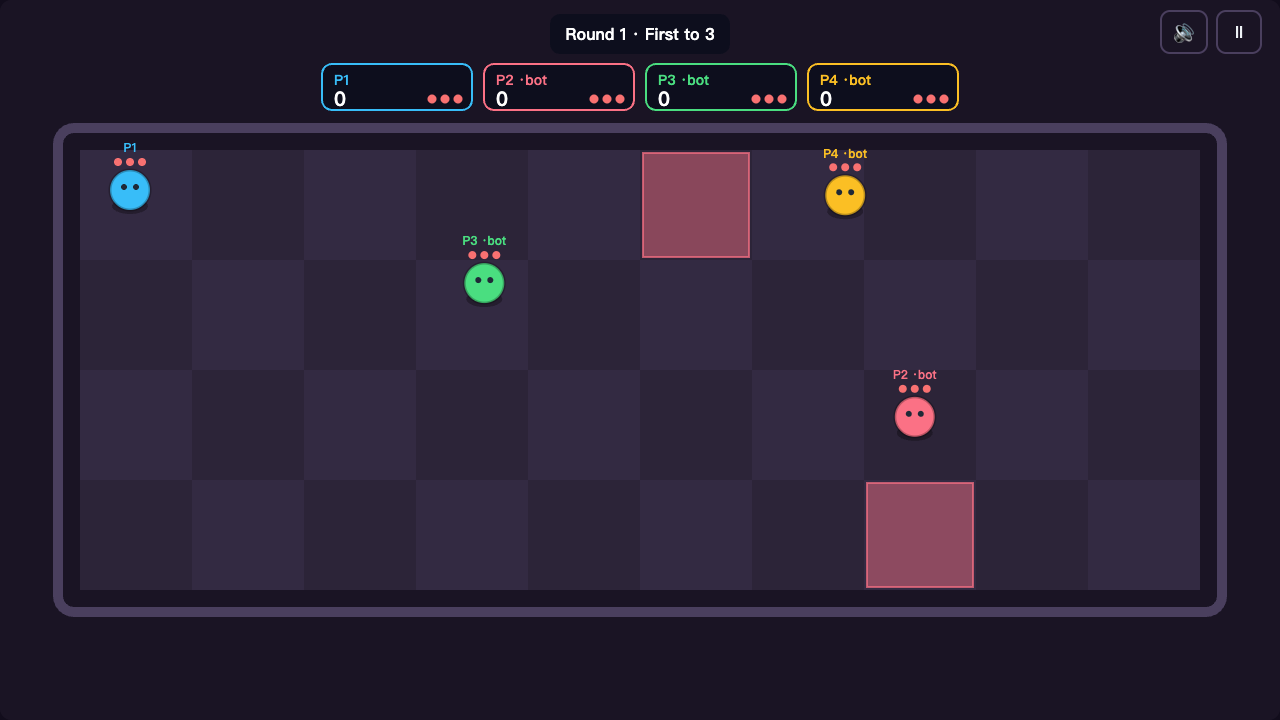 Round 1 · First to 3
P1
0
P2 ·bot
0
P3 ·bot
0
P4 ·bot
0
P1
P4 ·bot
P3 ·bot
P2 ·bot